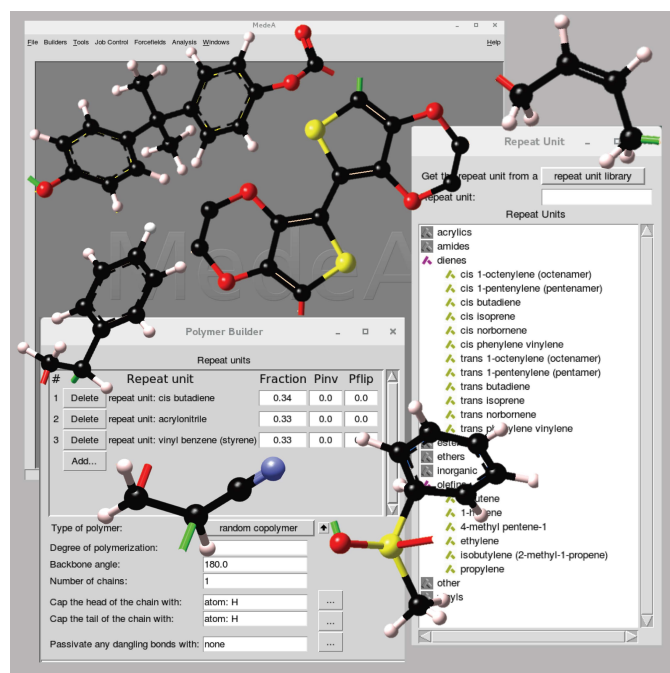 MedeA
File Builders Tools Job Control Forcefields Analysis Windows Help
MedeA
Repeat Unit
Get the repeat unit from a repeat unit library
repeat unit:
Repeat Units
acrylics
amides
dienes
cis 1-octenylene (octenamer)
cis 1-pentenylene (pentenamer)
cis butadiene
cis isoprene
cis norbornene
cis phenylene vinylene
trans 1-octenylene (octenamer)
trans 1-pentenylene (pentamer)
trans butadiene
trans isoprene
trans norbornene
vinylene
ethers
inorganic
4-methyl pentene-1
ethylene
isobutylene (2-methyl-1-propene)
propylene
other
Polymer Builder
Repeat units
# Repeat unit Fraction Pinv Pflip
1 Delete repeat unit: cis butadiene 0.34 0.0 0.0
2 Delete repeat unit: acrylonitrile 0.33 0.0 0.0
3 Delete repeat unit: vinyl benzene (styrene) 0.33 0.0
Add...
Type of polymer: random copolymer
Degree of polymerization:
Backbone angle: 180.0
Number of chains: 1
Cap the head of the chain with: atom: H ...
Cap the tail of the chain with: atom: H ...
Passivate any dangling bonds with: none ...